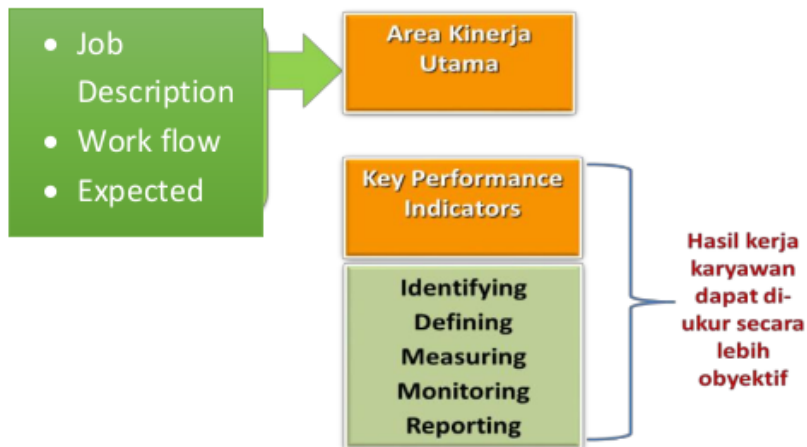 • Job
Description
• Work flow
• Expected
Area Kinerja
Utama
Key Performance
Indicators
Identifying
Defining
Measuring
Monitoring
Reporting
Hasil kerja
karyawan
dapat di-
ukur secara
lebih
obyektif